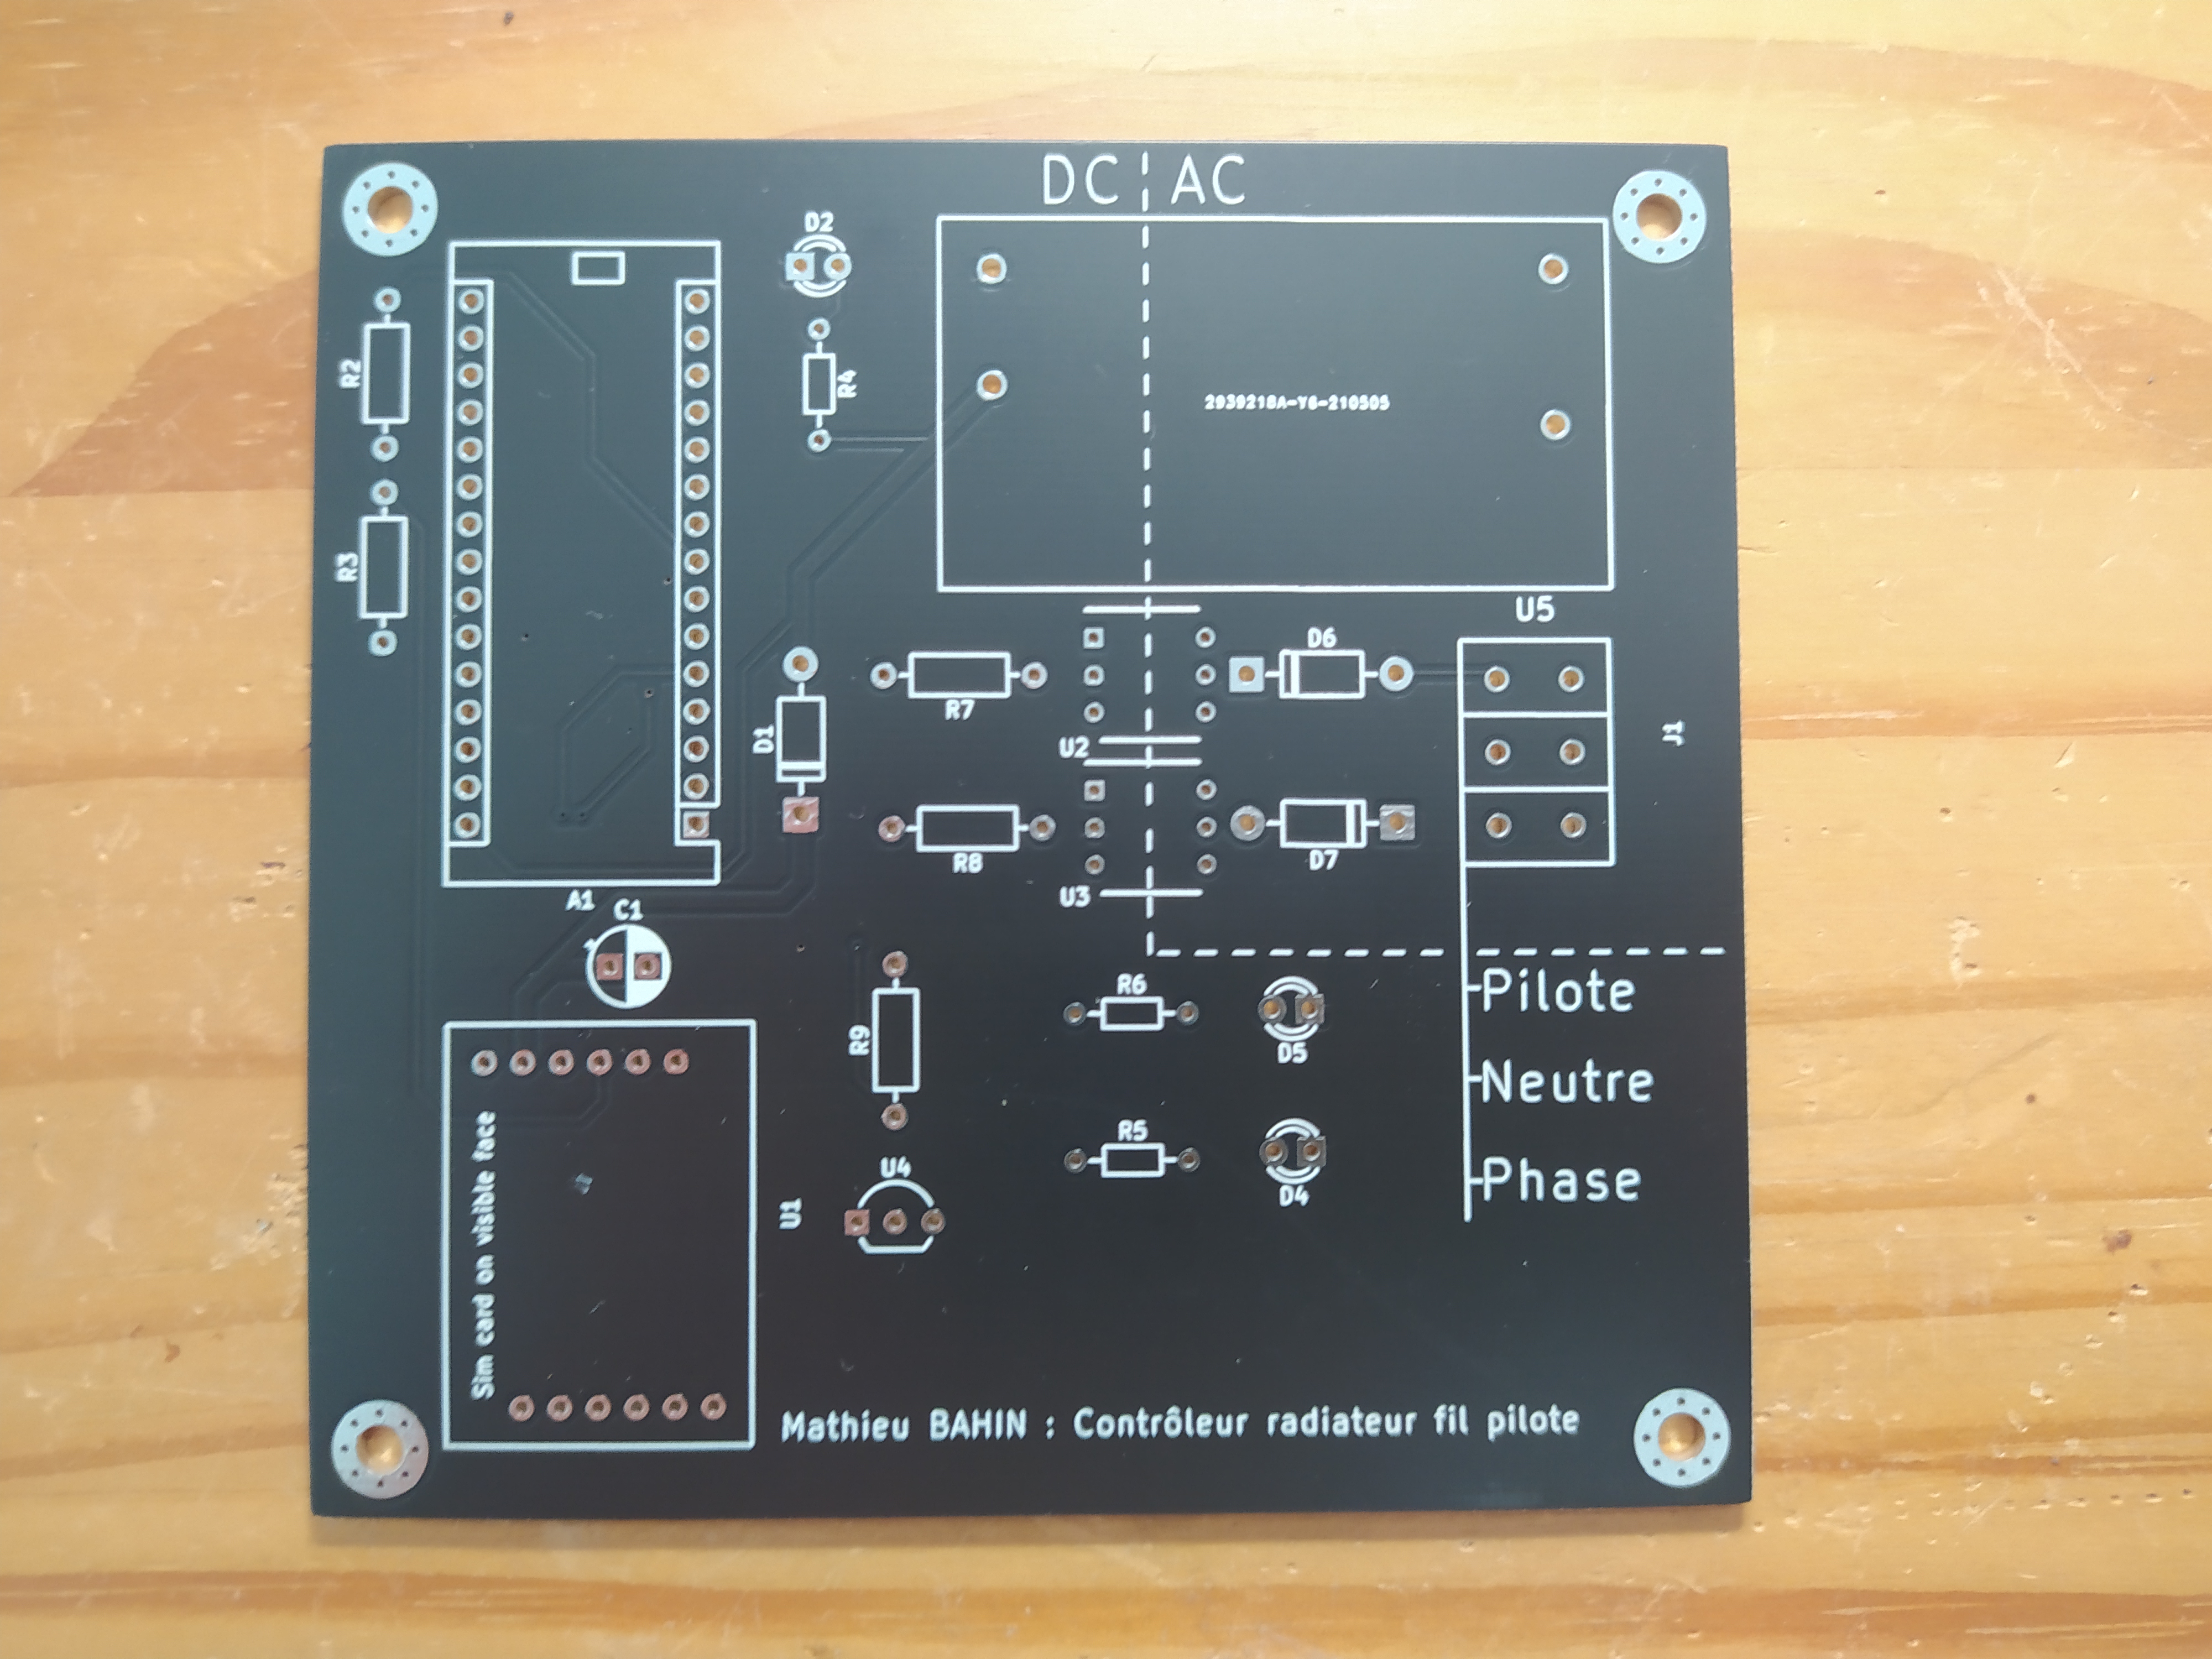 DC AC
D2
R2
R4
2939218A-Y6-210505
R3
U5
D6
R7
D1
J1
U2
R8
D7
U3
A1
C1
Pilote
R6
R9
D5
Neutre
R5
U4
Phase
D4
U1
Sim card on visible face
Mathieu BAHIN : Contrôleur radiateur fil pilote